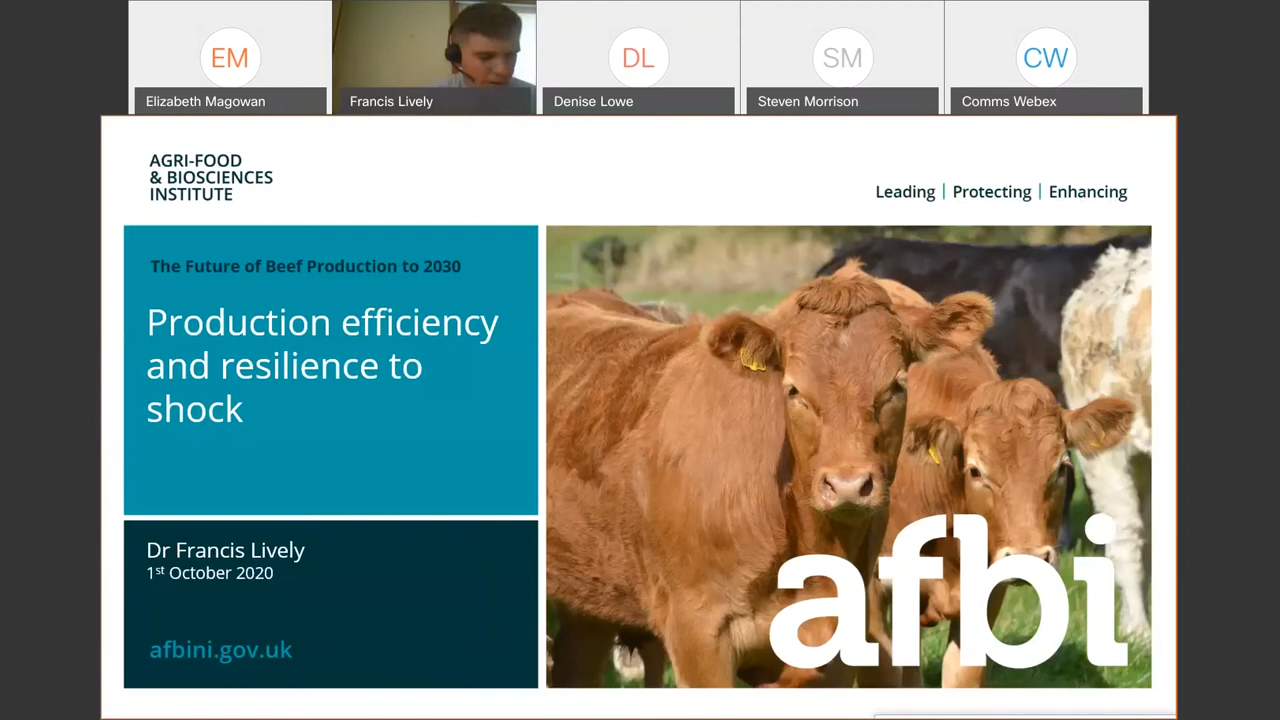 EM
DL
SM
CW
Elizabeth Magowan
Francis Lively
Denise Lowe
Steven Morrison
Comms Webex
AGRI-FOOD
& BIOSCIENCES
INSTITUTE
Leading | Protecting | Enhancing
The Future of Beef Production to 2030
Production efficiency
and resilience to
shock
Dr Francis Lively
1st October 2020
afbini.gov.uk
afbi